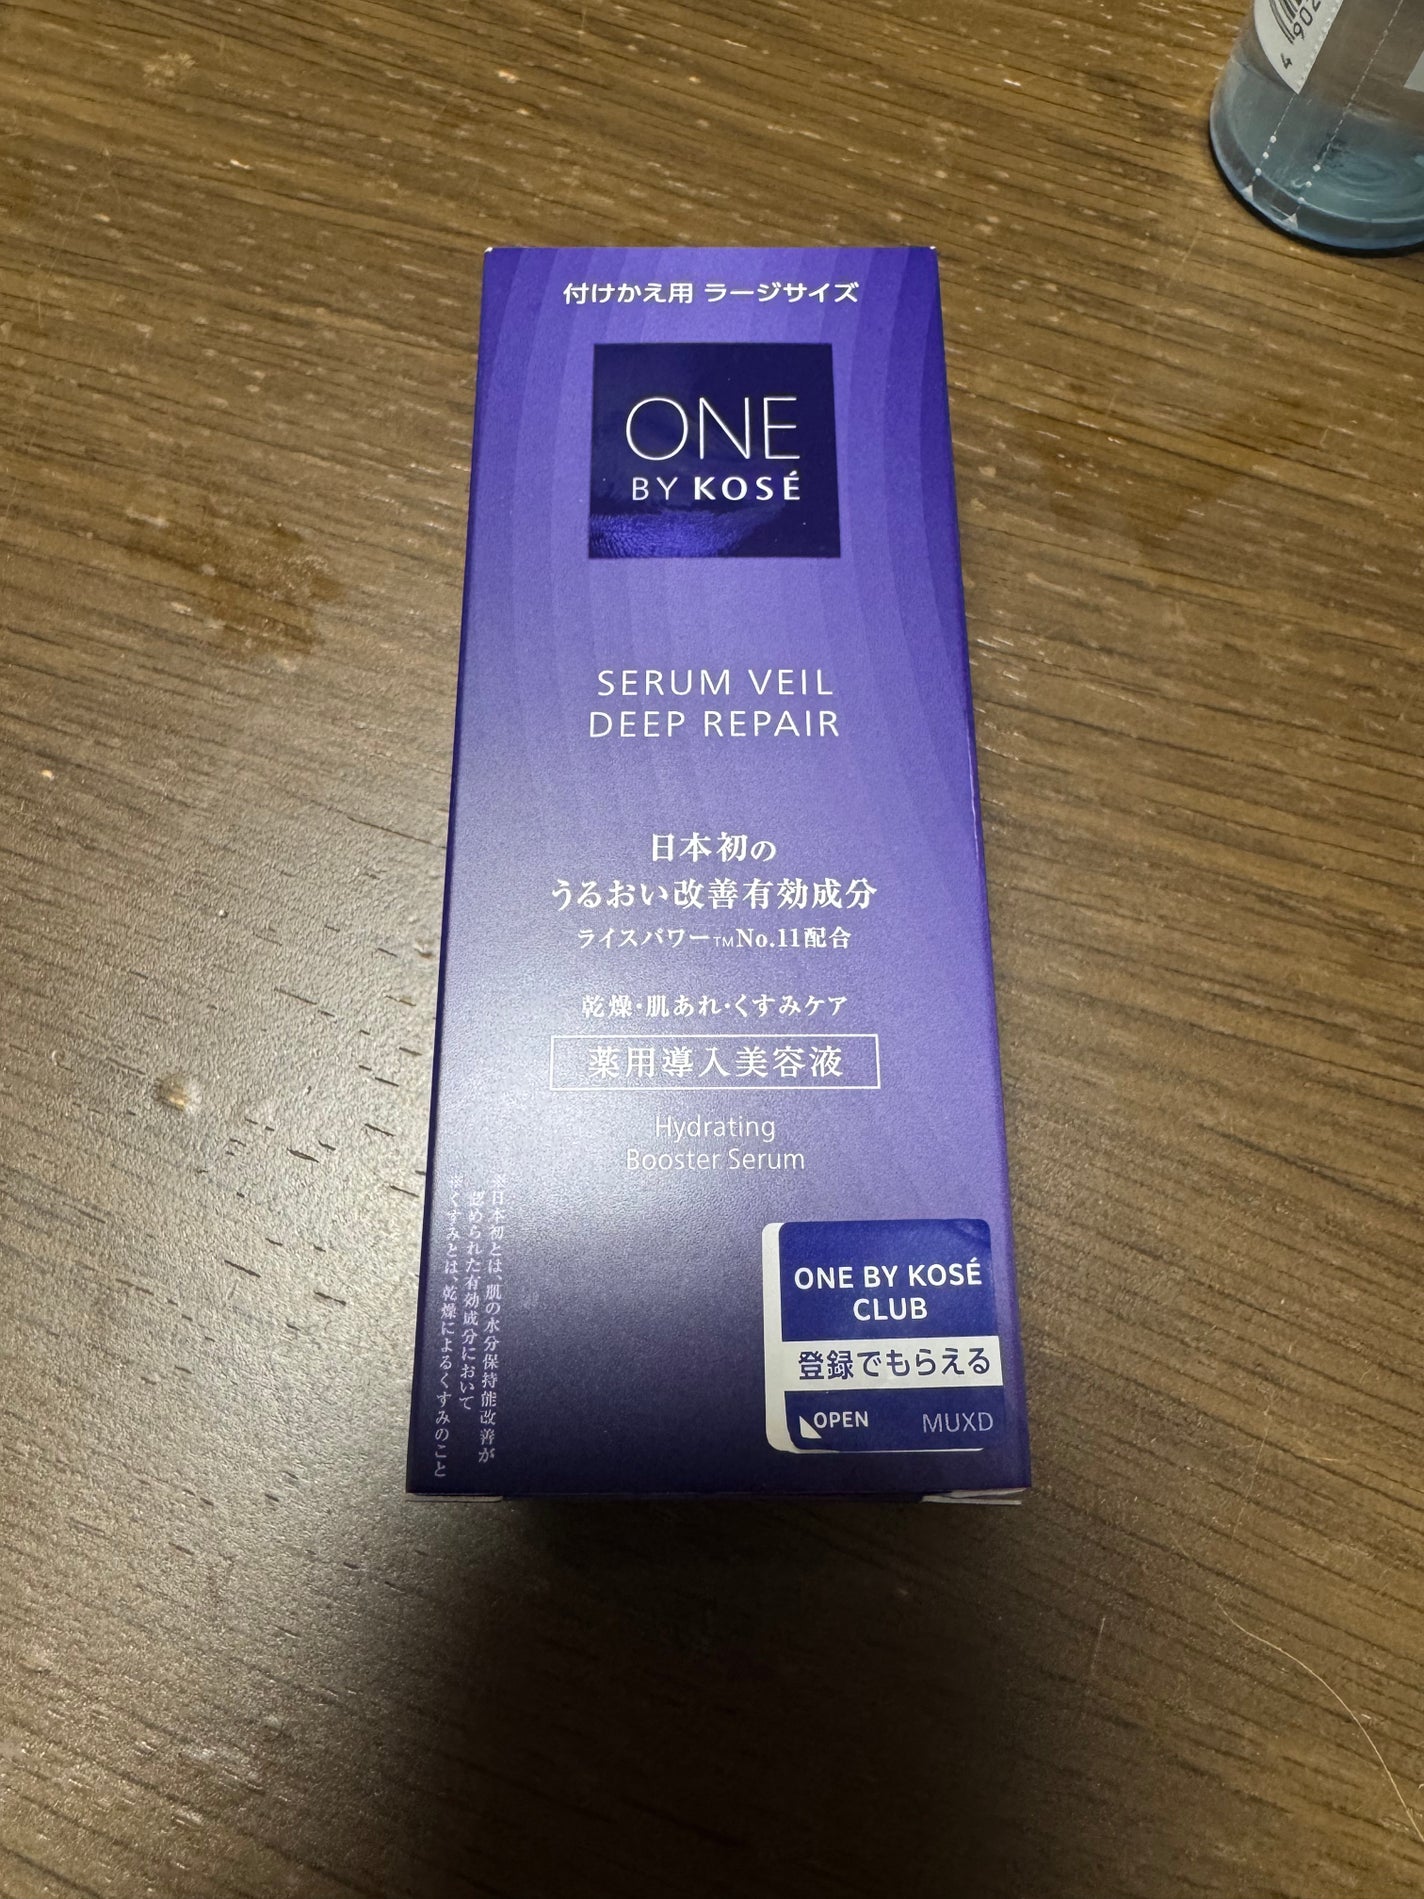 付けかえ用 ラージサイズ
ONE
BY KOSÉ
SERUM VEIL
DEEP REPAIR
日本初の
うるおい改善有効成分
ライスパワー™No.11配合
乾燥・肌あれ・くすみケア
薬用導入美容液
Hydrating
Booster Serum
※日本初とは、肌の水分保持能改善が
認められた有効成分において
※くすみとは、乾燥によるくすみのこと
ONE BY KOSÉ
CLUB
登録でもらえる
OPEN MUXD
4 902